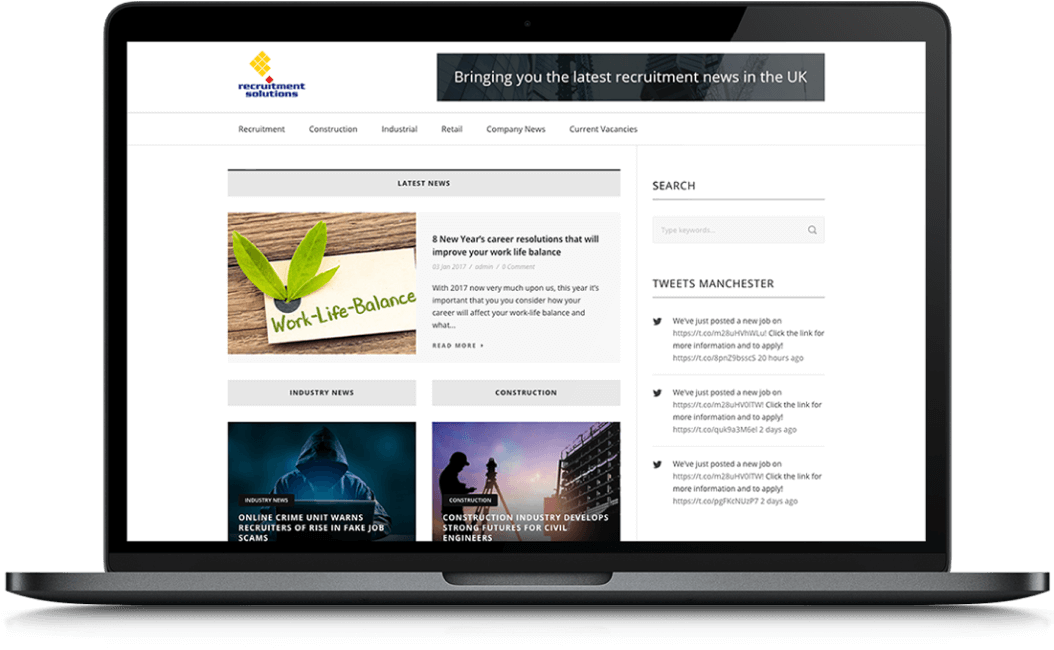 recruitment
solutions
Bringing you the latest recruitment news in the UK
Recruitment Construction Industrial Retail Company News Current Vacancies
LATEST NEWS
Work-Life-Balance
8 New Year's career resolutions that will
improve your work life balance
03 Jan 2017 / admin / 0 Comment
With 2017 now very much upon us, this year it's
important that you you consider how your
career will affect your work-life balance and
what...
READ MORE
INDUSTRY NEWS
INDUSTRY NEWS
ONLINE CRIME UNIT WARNS
RECRUITERS OF RISE IN FAKE JOB
SCAMS
CONSTRUCTION
CONSTRUCTION
CONSTRUCTION INDUSTRY DEVELOPS
STRONG FUTURES FOR CIVIL
ENGINEERS
SEARCH
Type keywords...
TWEETS MANCHESTER
We've just posted a new job on
https://t.co/m28uHVhWLu! Click the link for
more information and to apply!
https://t.co/8pnZ9bssc5 20 hours ago
We've just posted a new job on
https://t.co/m28uHV0lTW! Click the link for
more information and to apply!
https://t.co/quk9a3M6el 2 days ago
We've just posted a new job on
https://t.co/m28uHV0lTW! Click the link for
more information and to apply!
https://t.co/pgFKcNUzP7 2 days ago